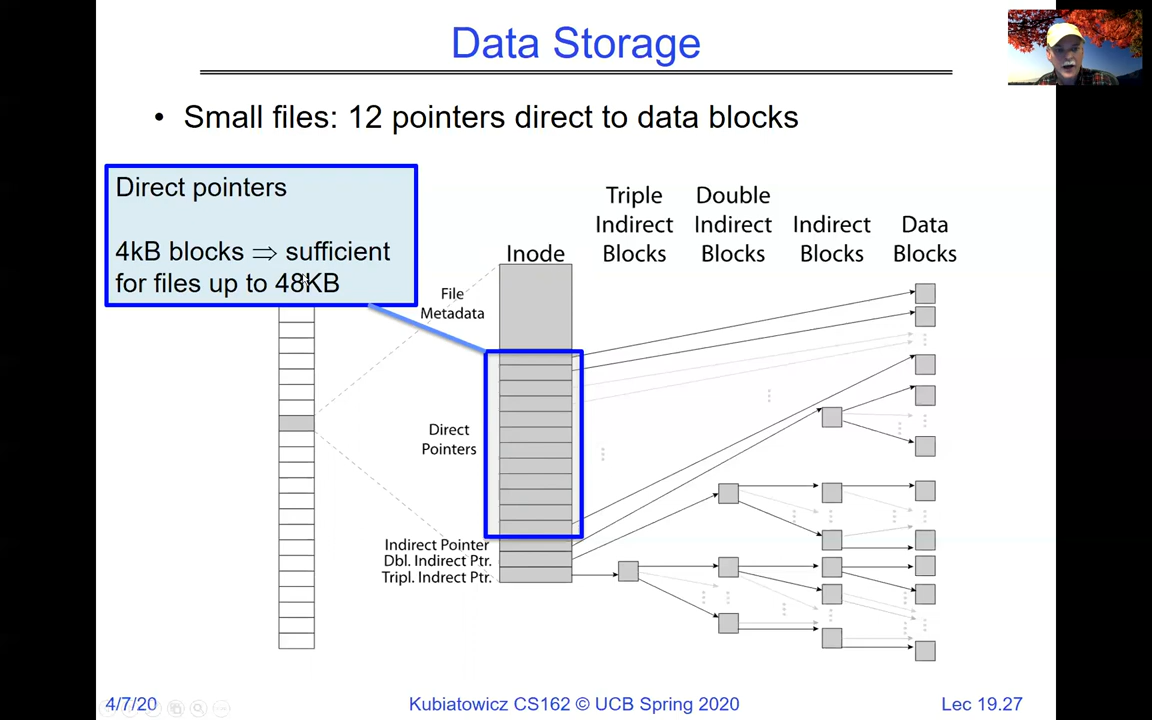 Data Storage
• Small files: 12 pointers direct to data blocks
Direct pointers
4kB blocks ⇒ sufficient
for files up to 48KB
Triple
Indirect
Blocks
Double
Indirect
Blocks
Indirect
Blocks
Data
Blocks
Inode
File
Metadata
Direct
Pointers
Indirect Pointer
Dbl. Indirect Ptr.
Tripl. Indrect Ptr.
4/7/20
Kubiatowicz CS162 © UCB Spring 2020
Lec 19.27